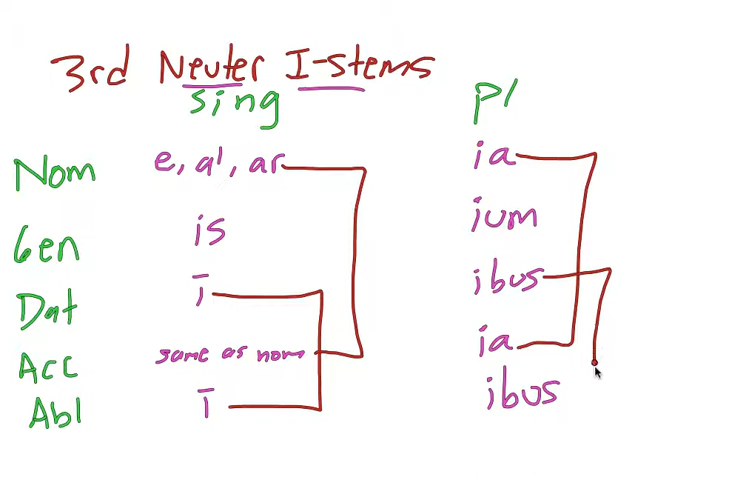 3rd Neuter I-stems
sing pl
Nom e, al, ar ia
Gen is ium
Dat ī ibus
Acc same as nom ia
Abl ī ibus